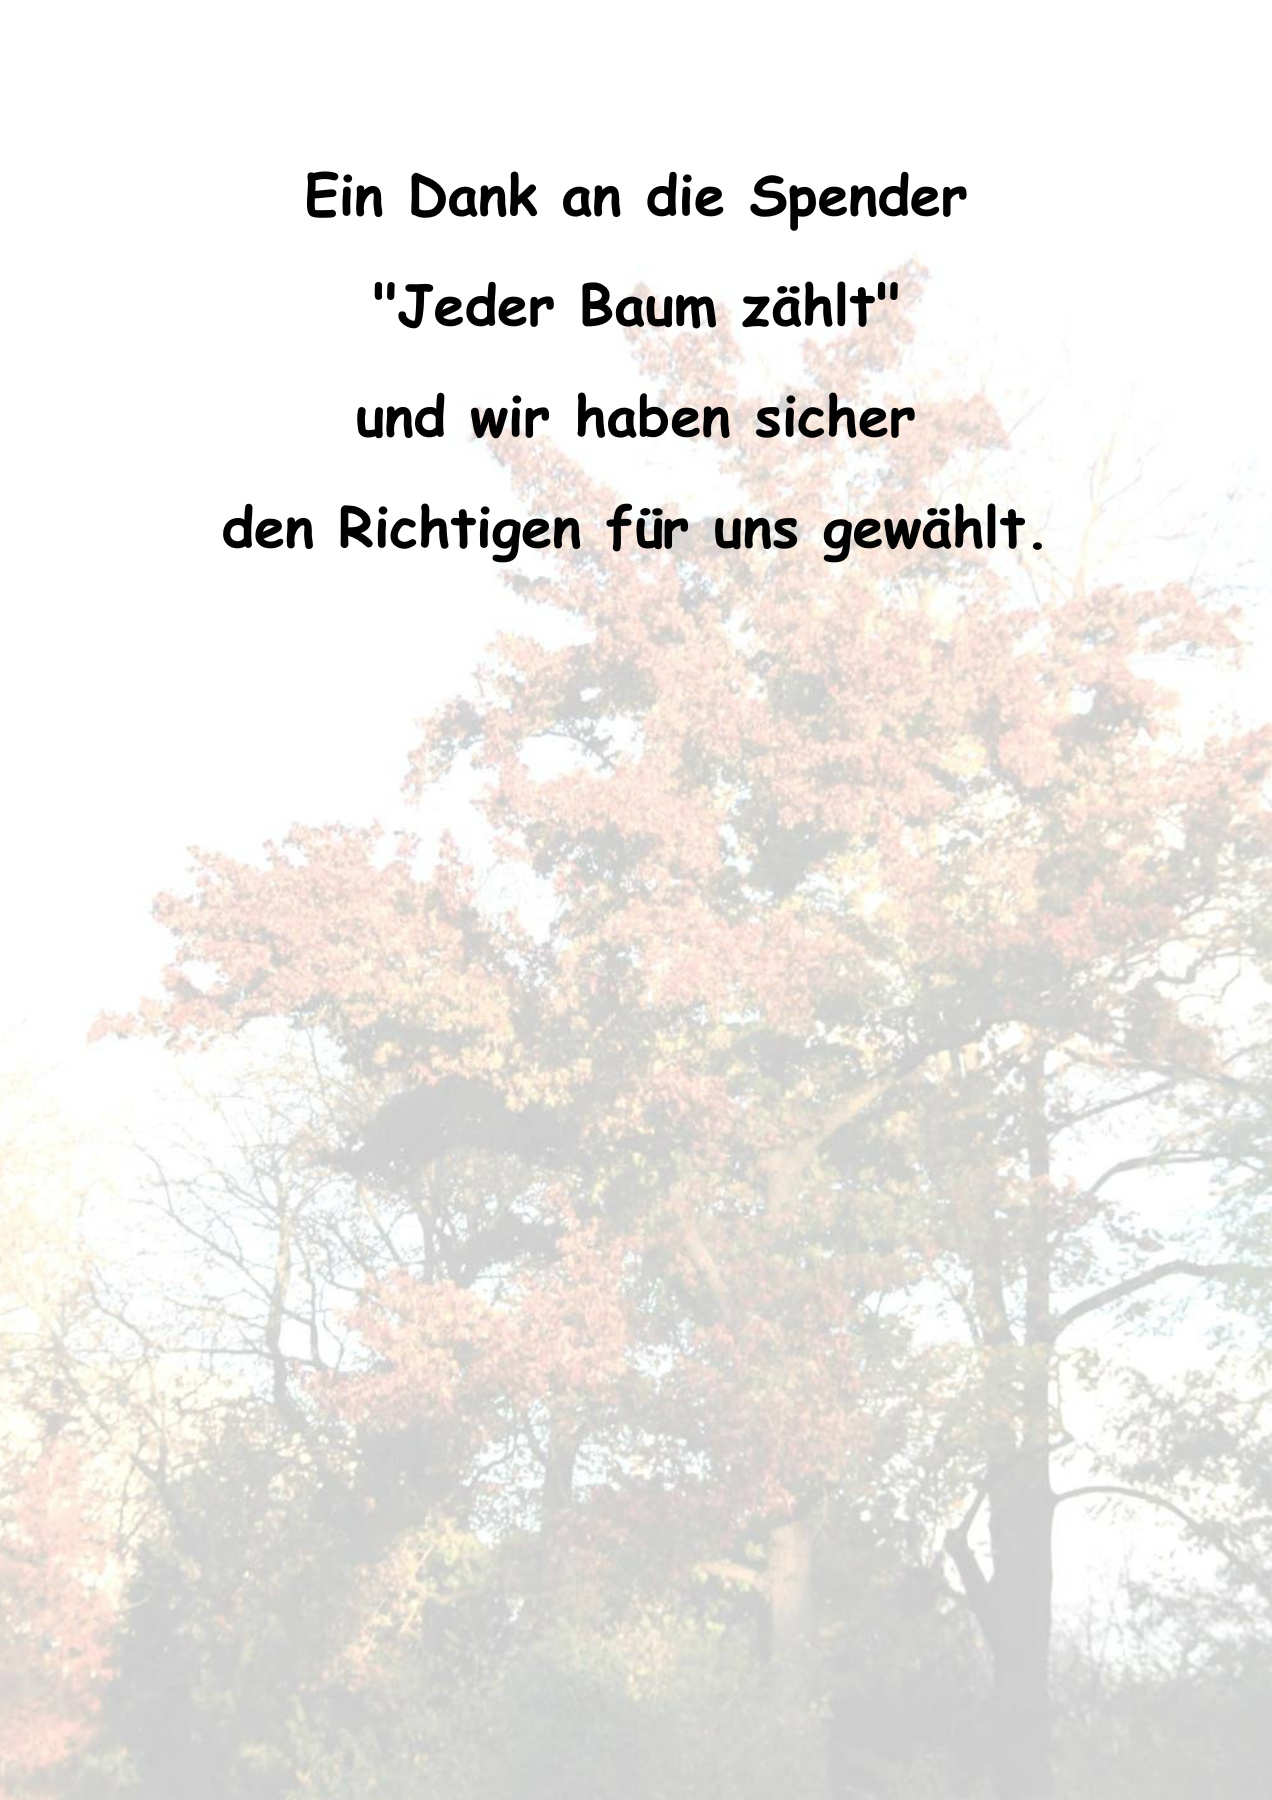 Ein Dank an die Spender
"Jeder Baum zählt"
und wir haben sicher
den Richtigen für uns gewählt.